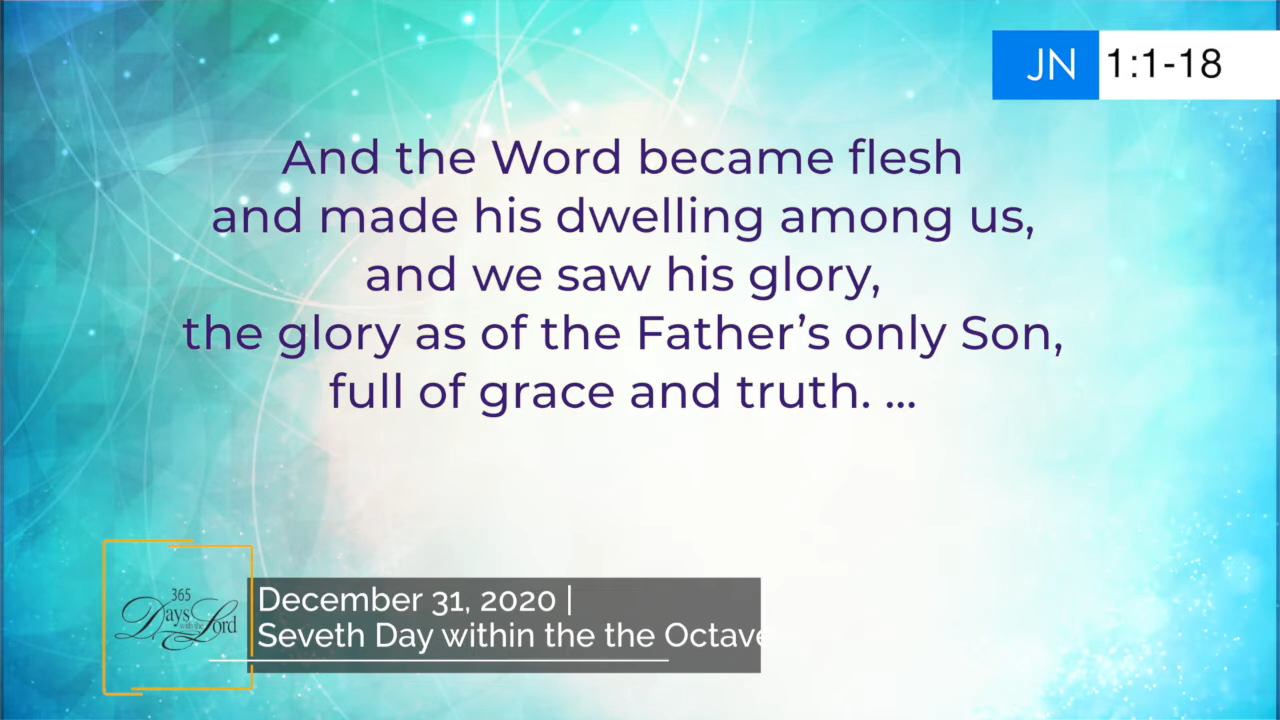 JN 1:1-18
And the Word became flesh
and made his dwelling among us,
and we saw his glory,
the glory as of the Father’s only Son,
full of grace and truth. ...
365
Days with the Lord
December 31, 2020 |
Seveth Day within the the Octave